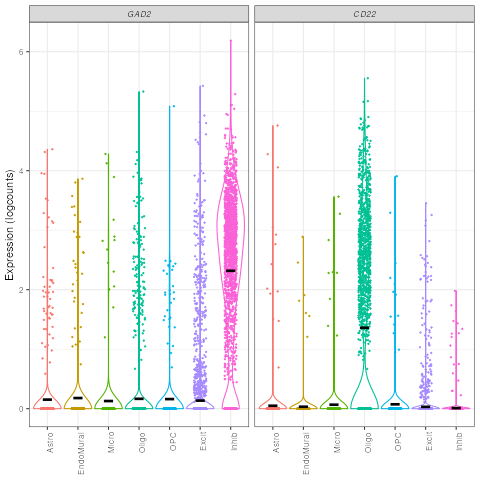 GAD2
CD22
Expression (logcounts)
6
4
2
0
Astro
EndoMural
Micro
Oligo
OPC
Excit
Inhib
Astro
EndoMural
Micro
Oligo
OPC
Excit
Inhib